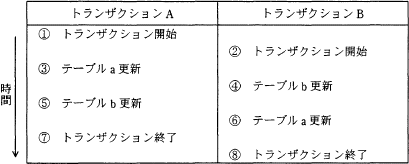 トランザクションA トランザクションB
① トランザクション開始
② トランザクション開始
③ テーブルa更新
④ テーブルb更新
⑤ テーブルb更新
⑥ テーブルa更新
⑦ トランザクション終了
⑧ トランザクション終了
時間